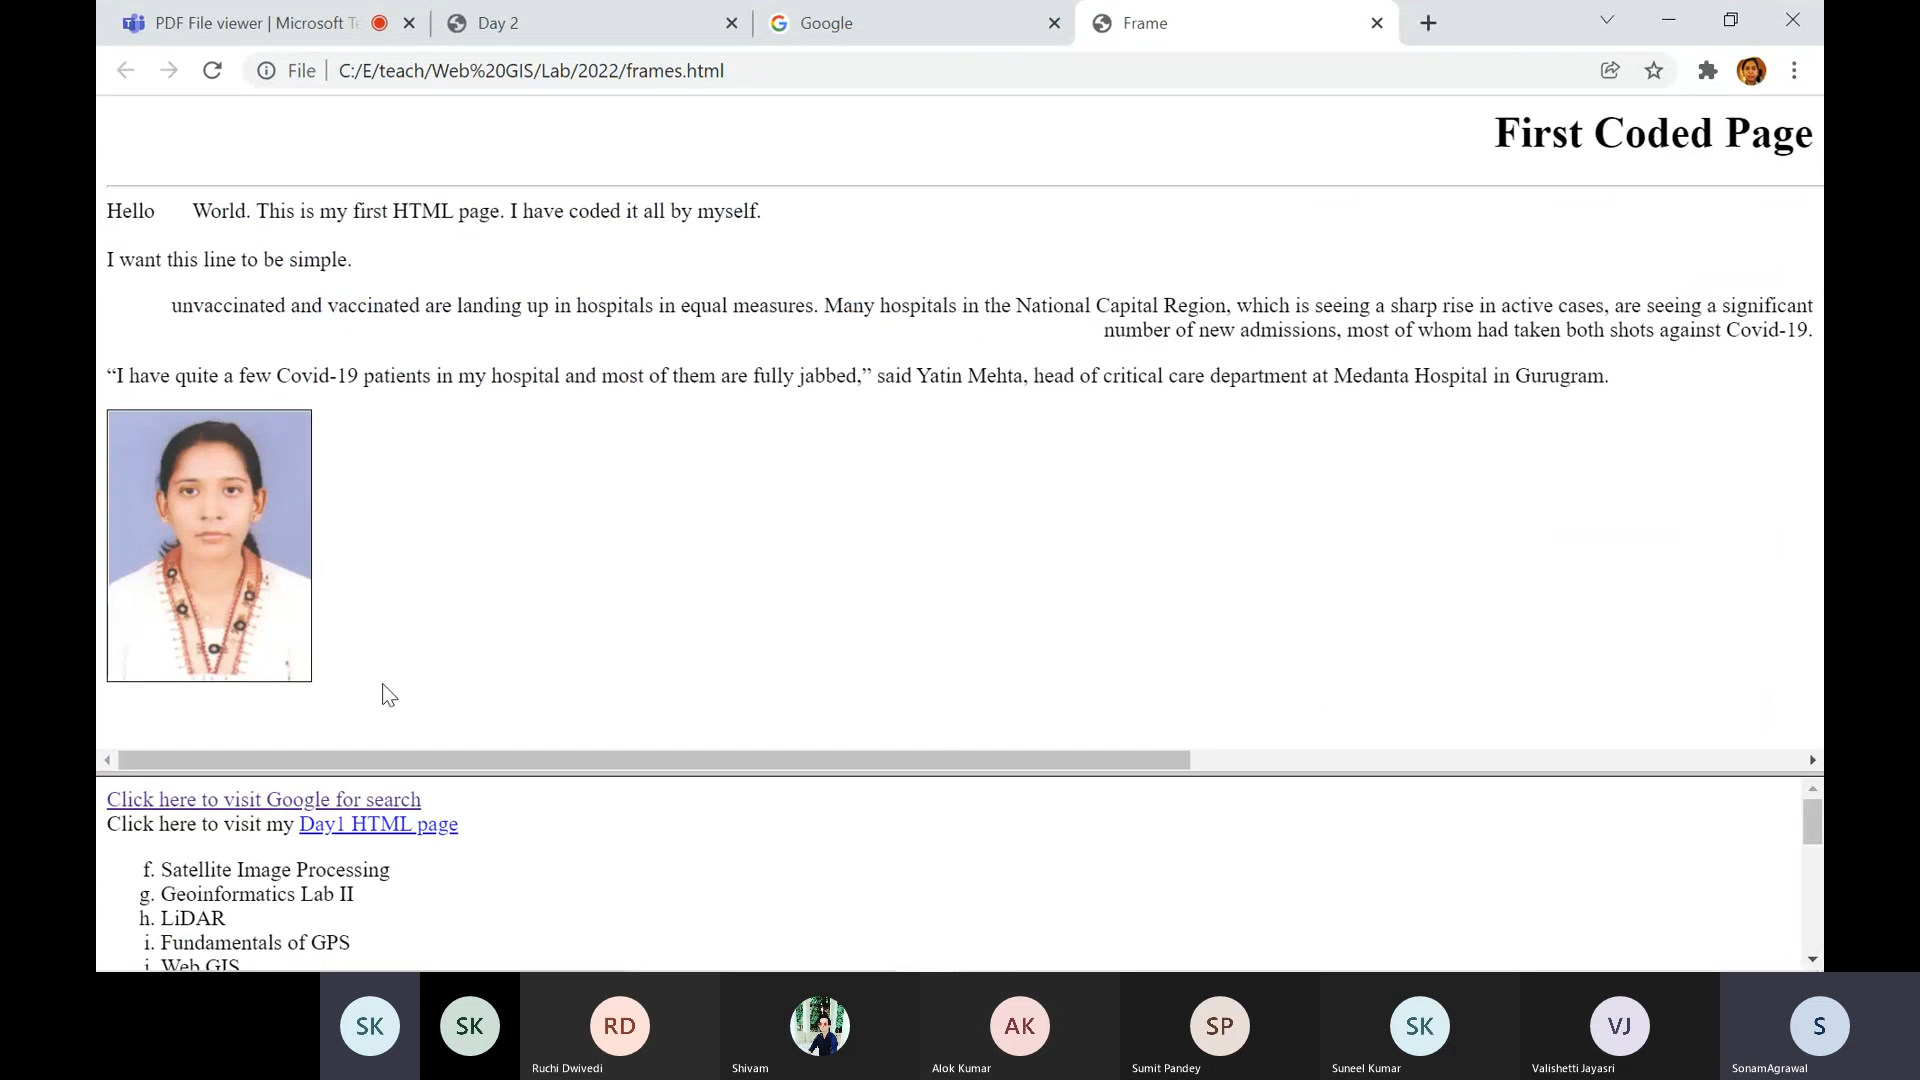 PDF File viewer | Microsoft Te
Day 2
Google
Frame
File
C:/E/teach/Web%20GIS/Lab/2022/frames.html
First Coded Page
Hello World. This is my first HTML page. I have coded it all by myself.
I want this line to be simple.
unvaccinated and vaccinated are landing up in hospitals in equal measures. Many hospitals in the National Capital Region, which is seeing a sharp rise in active cases, are seeing a significant
number of new admissions, most of whom had taken both shots against Covid-19.
“I have quite a few Covid-19 patients in my hospital and most of them are fully jabbed,” said Yatin Mehta, head of critical care department at Medanta Hospital in Gurugram.
Click here to visit Google for search
Click here to visit my Day1 HTML page
f. Satellite Image Processing
g. Geoinformatics Lab II
h. LiDAR
i. Fundamentals of GPS
j. Web GIS
SK
SK
RD
AK
SP
SK
VJ
S
Ruchi Dwivedi
Shivam
Alok Kumar
Sumit Pandey
Suneel Kumar
Valishetti Jayasri
SonamAgrawal